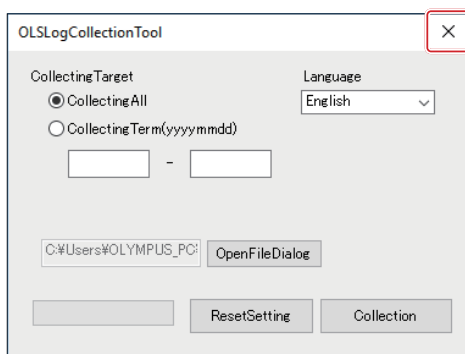 OLSLogCollectionTool
CollectingTarget
Language
CollectingAll
English
CollectingTerm(yyyymmdd)
-
C:¥Users¥OLYMPUS_PC¥
OpenFileDialog
ResetSetting
Collection